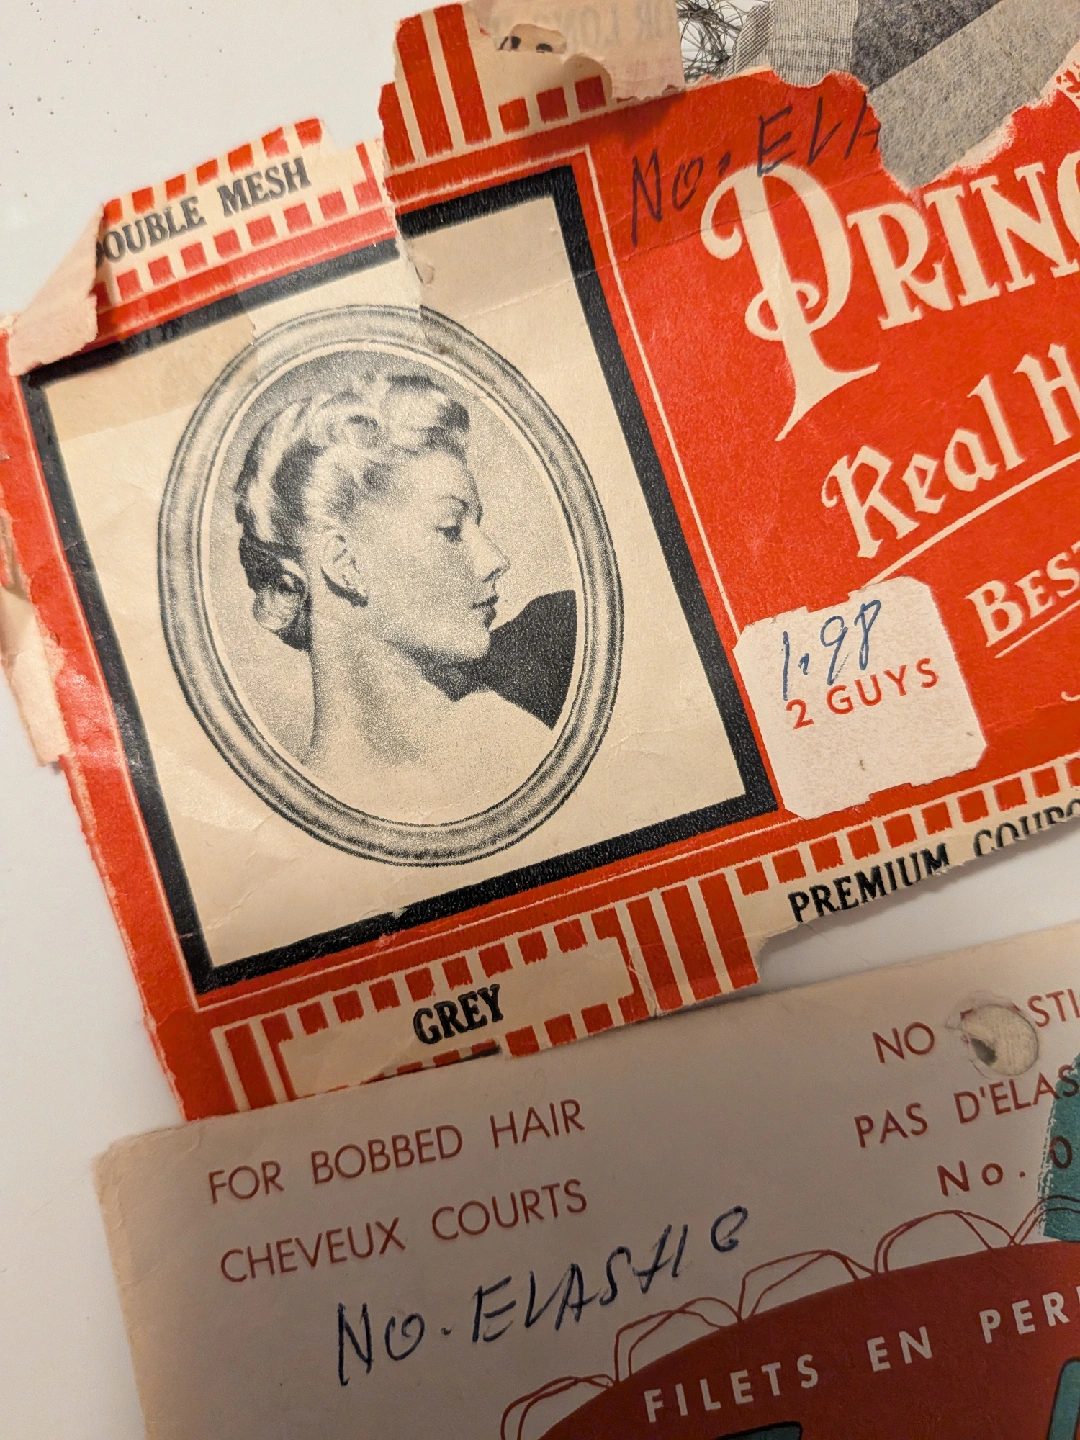 DOUBLE MESH
No. ELA
PRINC
Real H
BEST
1.98
2 GUYS
PREMIUM COUPO
GREY
NO ELASTI
FOR BOBBED HAIR
PAS D'ELAS
CHEVEUX COURTS
No. 0
NO. ELASTIC
FILETS EN PER